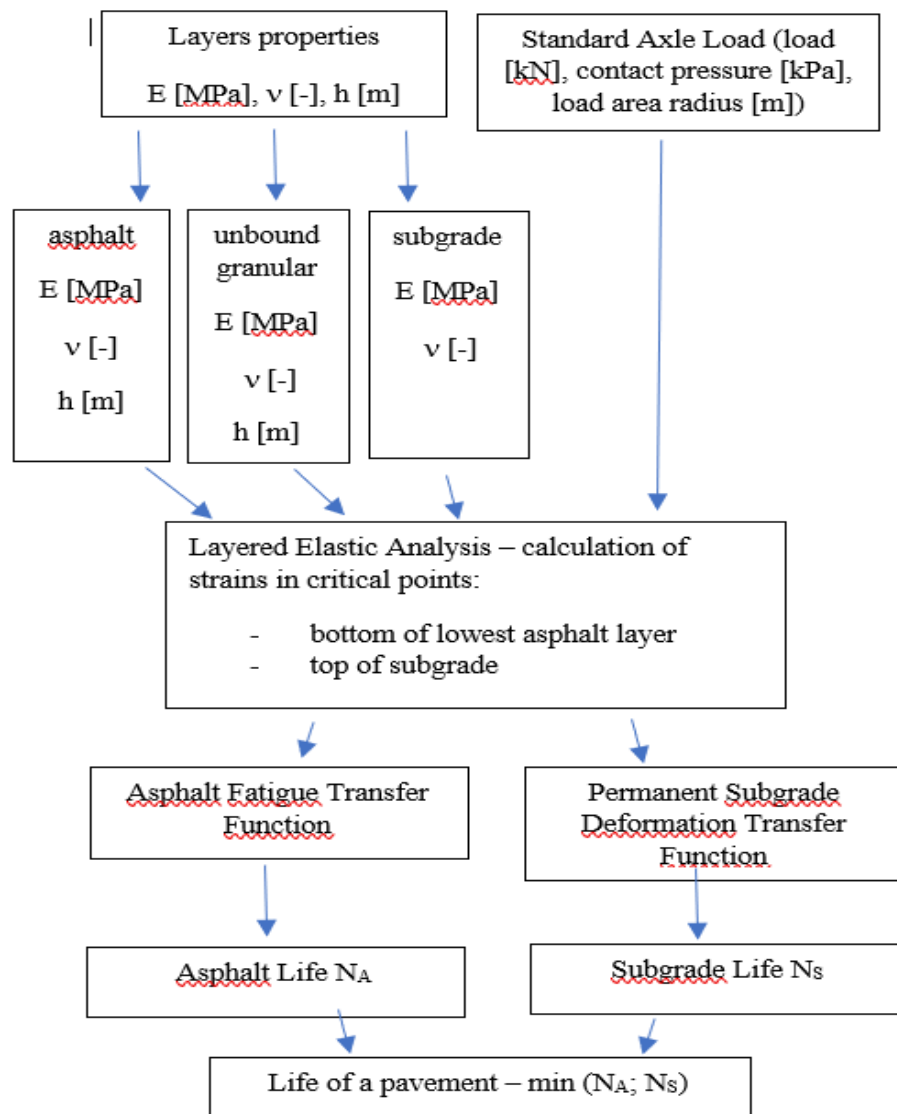 Layers properties
E [MPa], ν [-], h [m]
Standard Axle Load (load
[kN], contact pressure [kPa],
load area radius [m])
asphalt
E [MPa]
ν [-]
h [m]
unbound
granular
E [MPa]
ν [-]
h [m]
subgrade
E [MPa]
ν [-]
Layered Elastic Analysis – calculation of
strains in critical points:
- bottom of lowest asphalt layer
- top of subgrade
Asphalt Fatigue Transfer
Function
Permanent Subgrade
Deformation Transfer
Function
Asphalt Life NA
Subgrade Life NS
Life of a pavement – min (NA; NS)